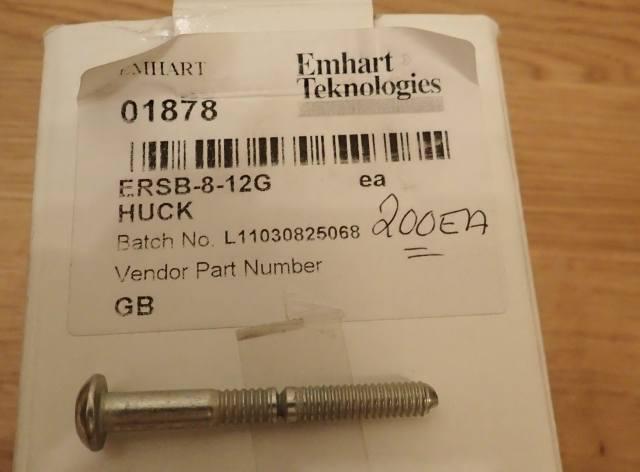 EMHART
Emhart
Teknologies
01878
ERSB-8-12G ea
HUCK
Batch No. L11030825068 200EA
Vendor Part Number
GB